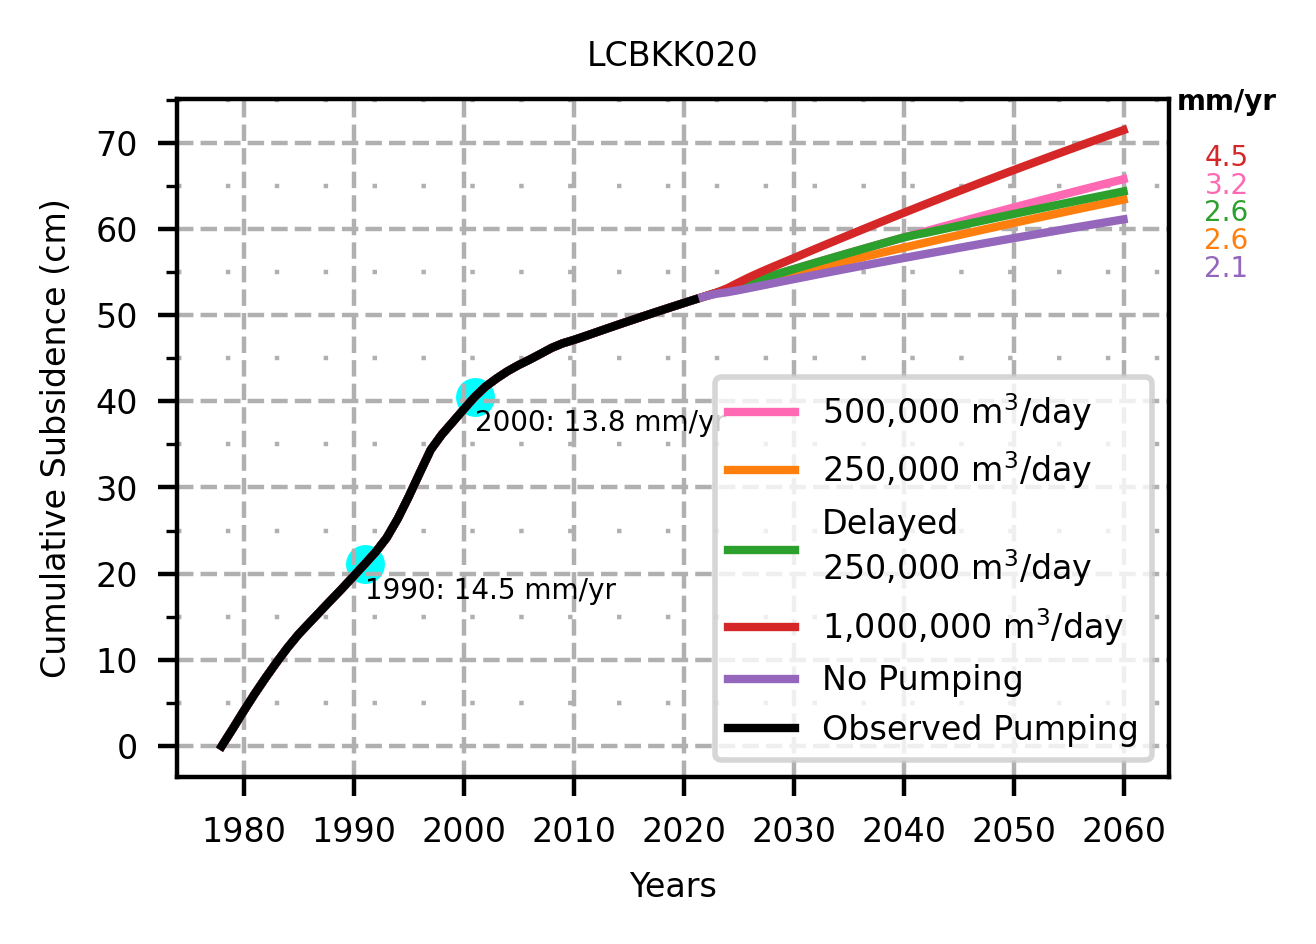 LCBKK020
mm/yr
4.5
3.2
2.6
2.6
2.1
Cumulative Subsidence (cm)
70
60
50
40
30
20
10
0
2000: 13.8 mm/yr
1990: 14.5 mm/yr
500,000 m³/day
250,000 m³/day
Delayed
250,000 m³/day
1,000,000 m³/day
No Pumping
Observed Pumping
1980 1990 2000 2010 2020 2030 2040 2050 2060
Years